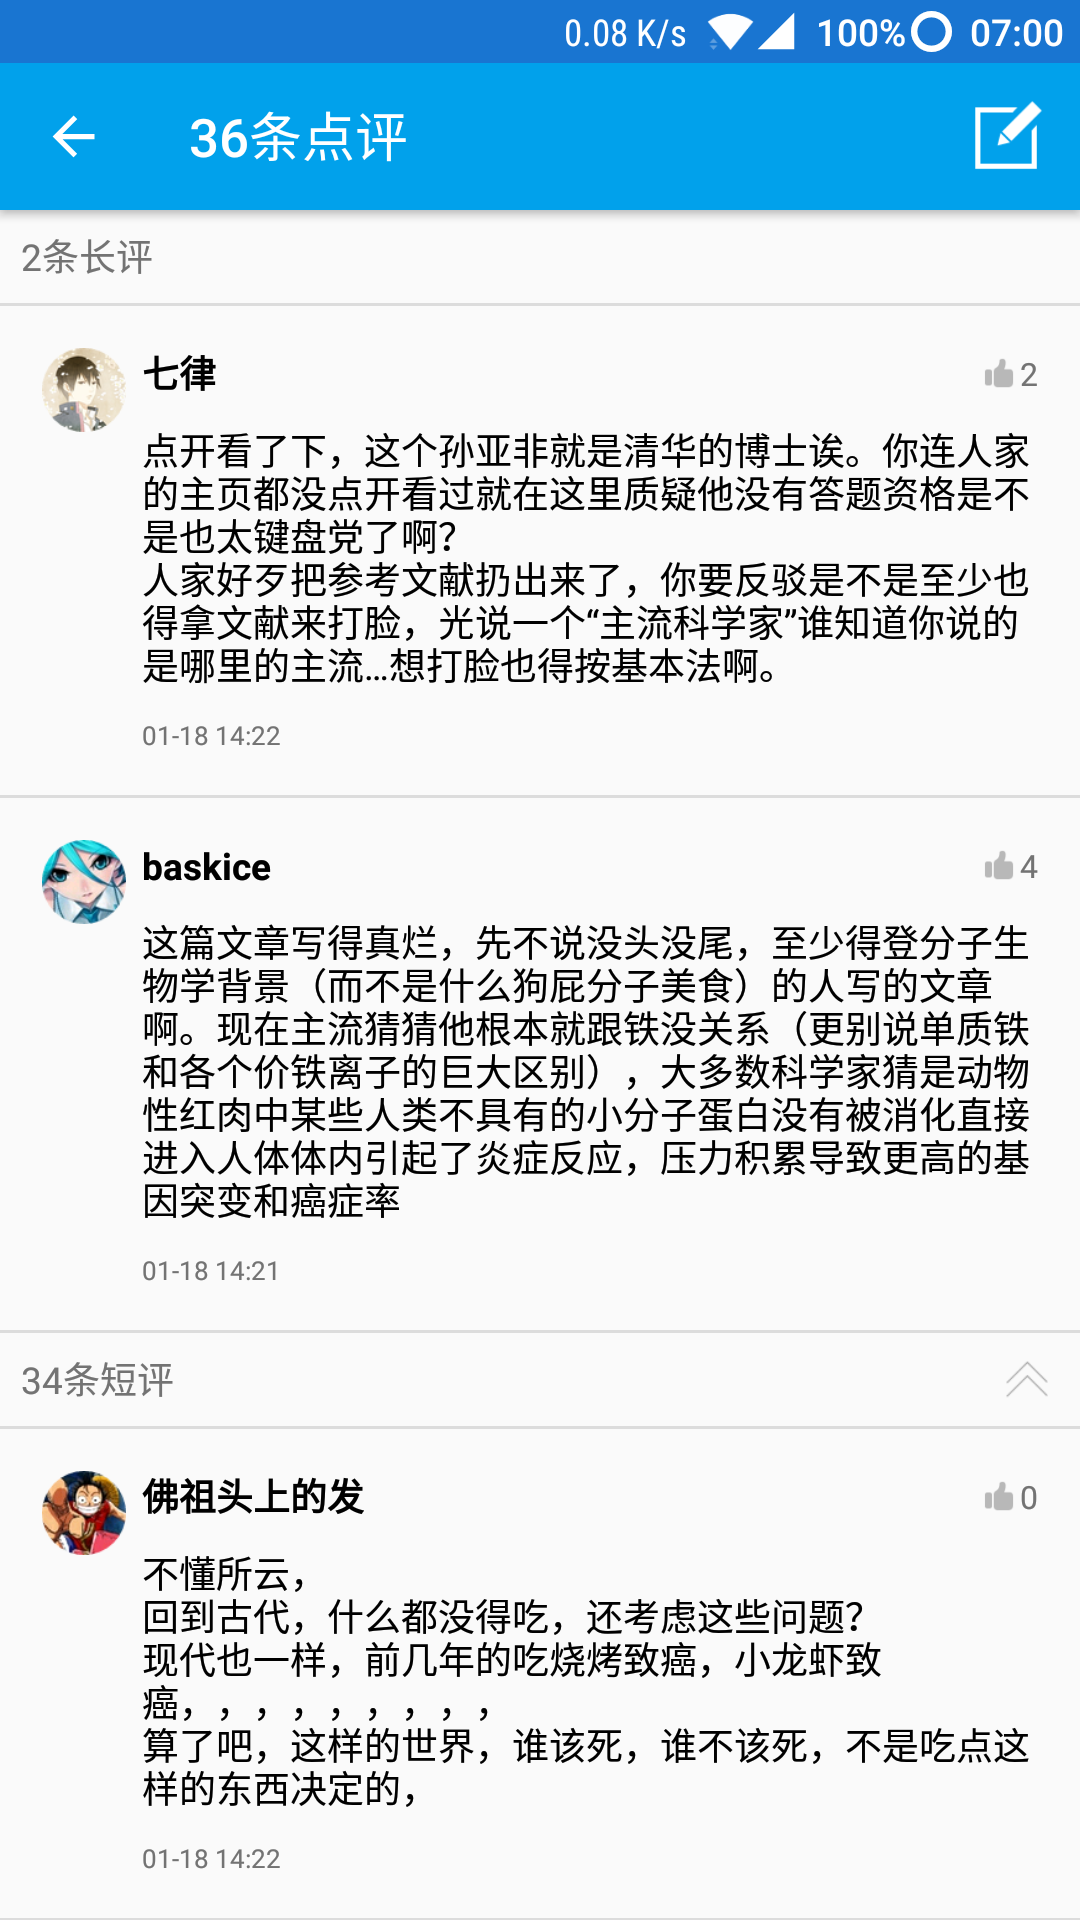 0.08 K/s 100% 07:00
36条点评
2条长评
七律 2
点开看了下，这个孙亚非就是清华的博士诶。你连人家
的主页都没点开看过就在这里质疑他没有答题资格是不
是也太键盘党了啊？
人家好歹把参考文献扔出来了，你要反驳是不是至少也
得拿文献来打脸，光说一个“主流科学家”谁知道你说的
是哪里的主流…想打脸也得按基本法啊。
01-18 14:22
baskice 4
这篇文章写得真烂，先不说没头没尾，至少得登分子生
物学背景（而不是什么狗屁分子美食）的人写的文章
啊。现在主流猜猜他根本就跟铁没关系（更别说单质铁
和各个价铁离子的巨大区别），大多数科学家猜是动物
性红肉中某些人类不具有的小分子蛋白没有被消化直接
进入人体体内引起了炎症反应，压力积累导致更高的基
因突变和癌症率
01-18 14:21
34条短评
佛祖头上的发 0
不懂所云，
回到古代，什么都没得吃，还考虑这些问题？
现代也一样，前几年的吃烧烤致癌，小龙虾致
癌，，，，，，，，，
算了吧，这样的世界，谁该死，谁不该死，不是吃点这
样的东西决定的，
01-18 14:22